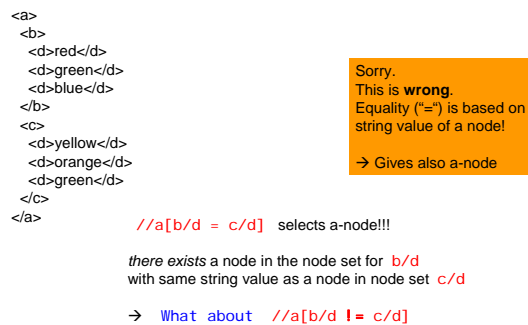 <a>
<b>
<d>red</d>
<d>green</d>
<d>blue</d>
</b>
<c>
<d>yellow</d>
<d>orange</d>
<d>green</d>
</c>
</a>
Sorry.
This is wrong.
Equality (“=“) is based on
string value of a node!
→ Gives also a-node
//a[b/d = c/d] selects a-node!!!
there exists a node in the node set for b/d
with same string value as a node in node set c/d
→ What about //a[b/d != c/d]